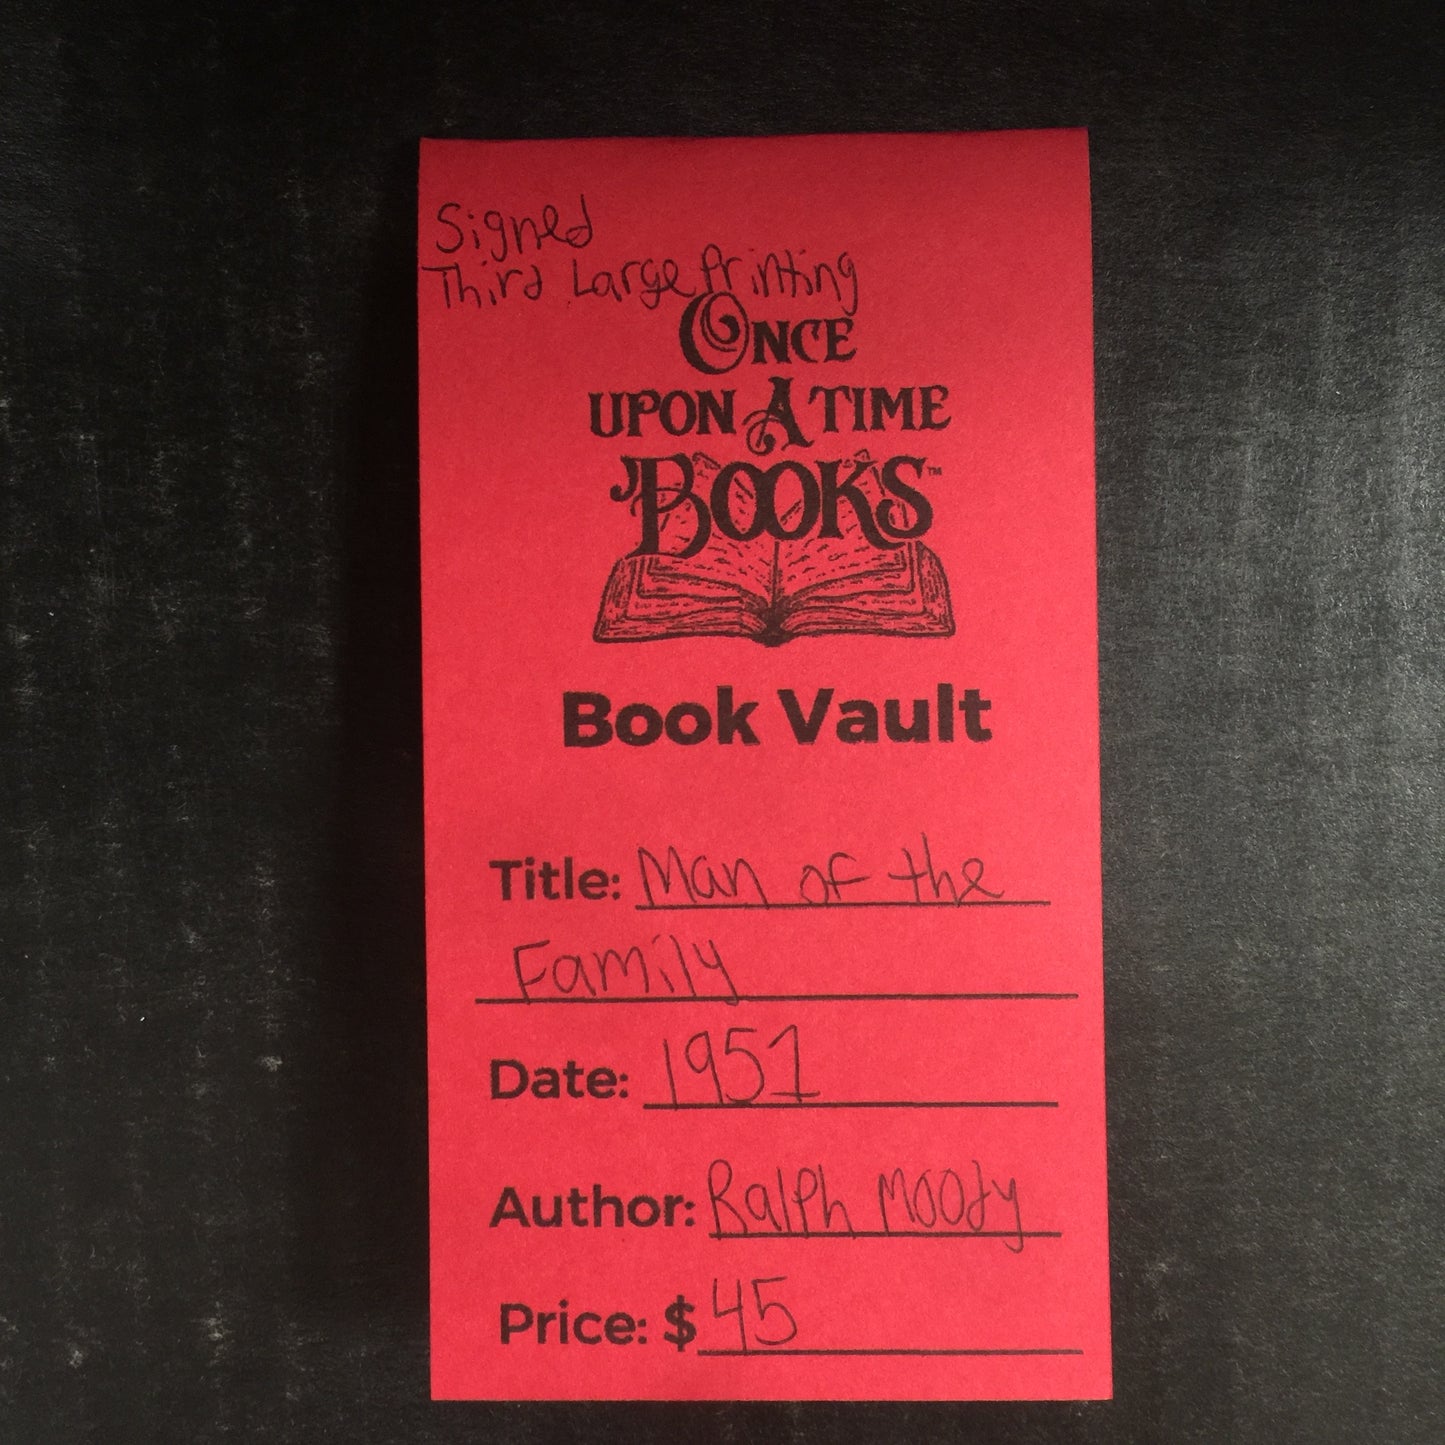 Signed
Third Large Printing
ONCE
UPON A TIME
BOOKS™
Book Vault
Title: Man of the
Family
Date: 1951
Author: Ralph Moody
Price: $45